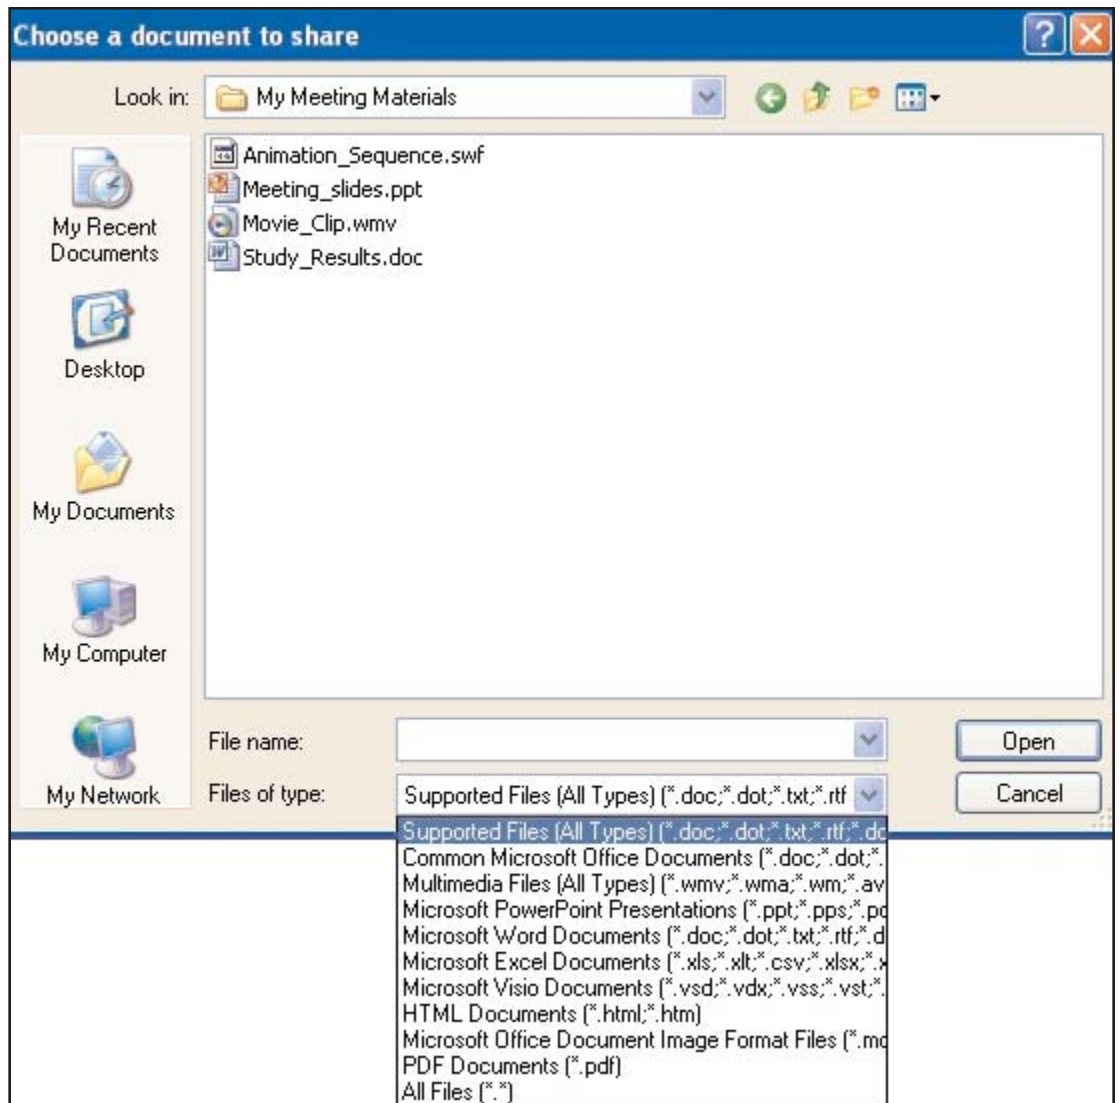 Choose a document to share
Look in: My Meeting Materials
Animation_Sequence.swf
Meeting_slides.ppt
Movie_Clip.wmv
Study_Results.doc
My Recent
Documents
Desktop
My Documents
My Computer
My Network
File name:
Open
Files of type: Supported Files (All Types) (*.doc;*.dot;*.txt;*.rtf
Cancel
Supported Files (All Types) (*.doc;*.dot;*.txt;*.rtf;*.do
Common Microsoft Office Documents (*.doc;*.dot;*.
Multimedia Files (All Types) (*.wmv;*.wma;*.wm;*.av
Microsoft PowerPoint Presentations (*.ppt;*.pps;*.po
Microsoft Word Documents (*.doc;*.dot;*.txt;*.rtf;*.d
Microsoft Excel Documents (*.xls;*.xlt;*.csv;*.xlsx;*.x
Microsoft Visio Documents (*.vsd;*.vdx;*.vss;*.vst;*.
HTML Documents (*.html;*.htm)
Microsoft Office Document Image Format Files (*.md
PDF Documents (*.pdf)
All Files (*.*)